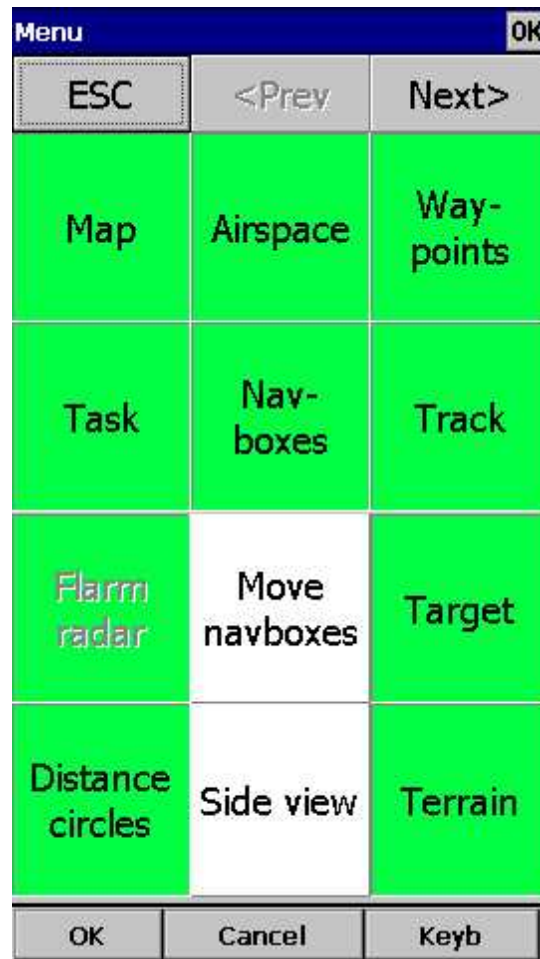 Menu OK
ESC <Prev Next>
Map Airspace Way-
points
Task Nav-
boxes Track
Flarm
radar Move
navboxes Target
Distance
circles Side view Terrain
OK Cancel Keyb